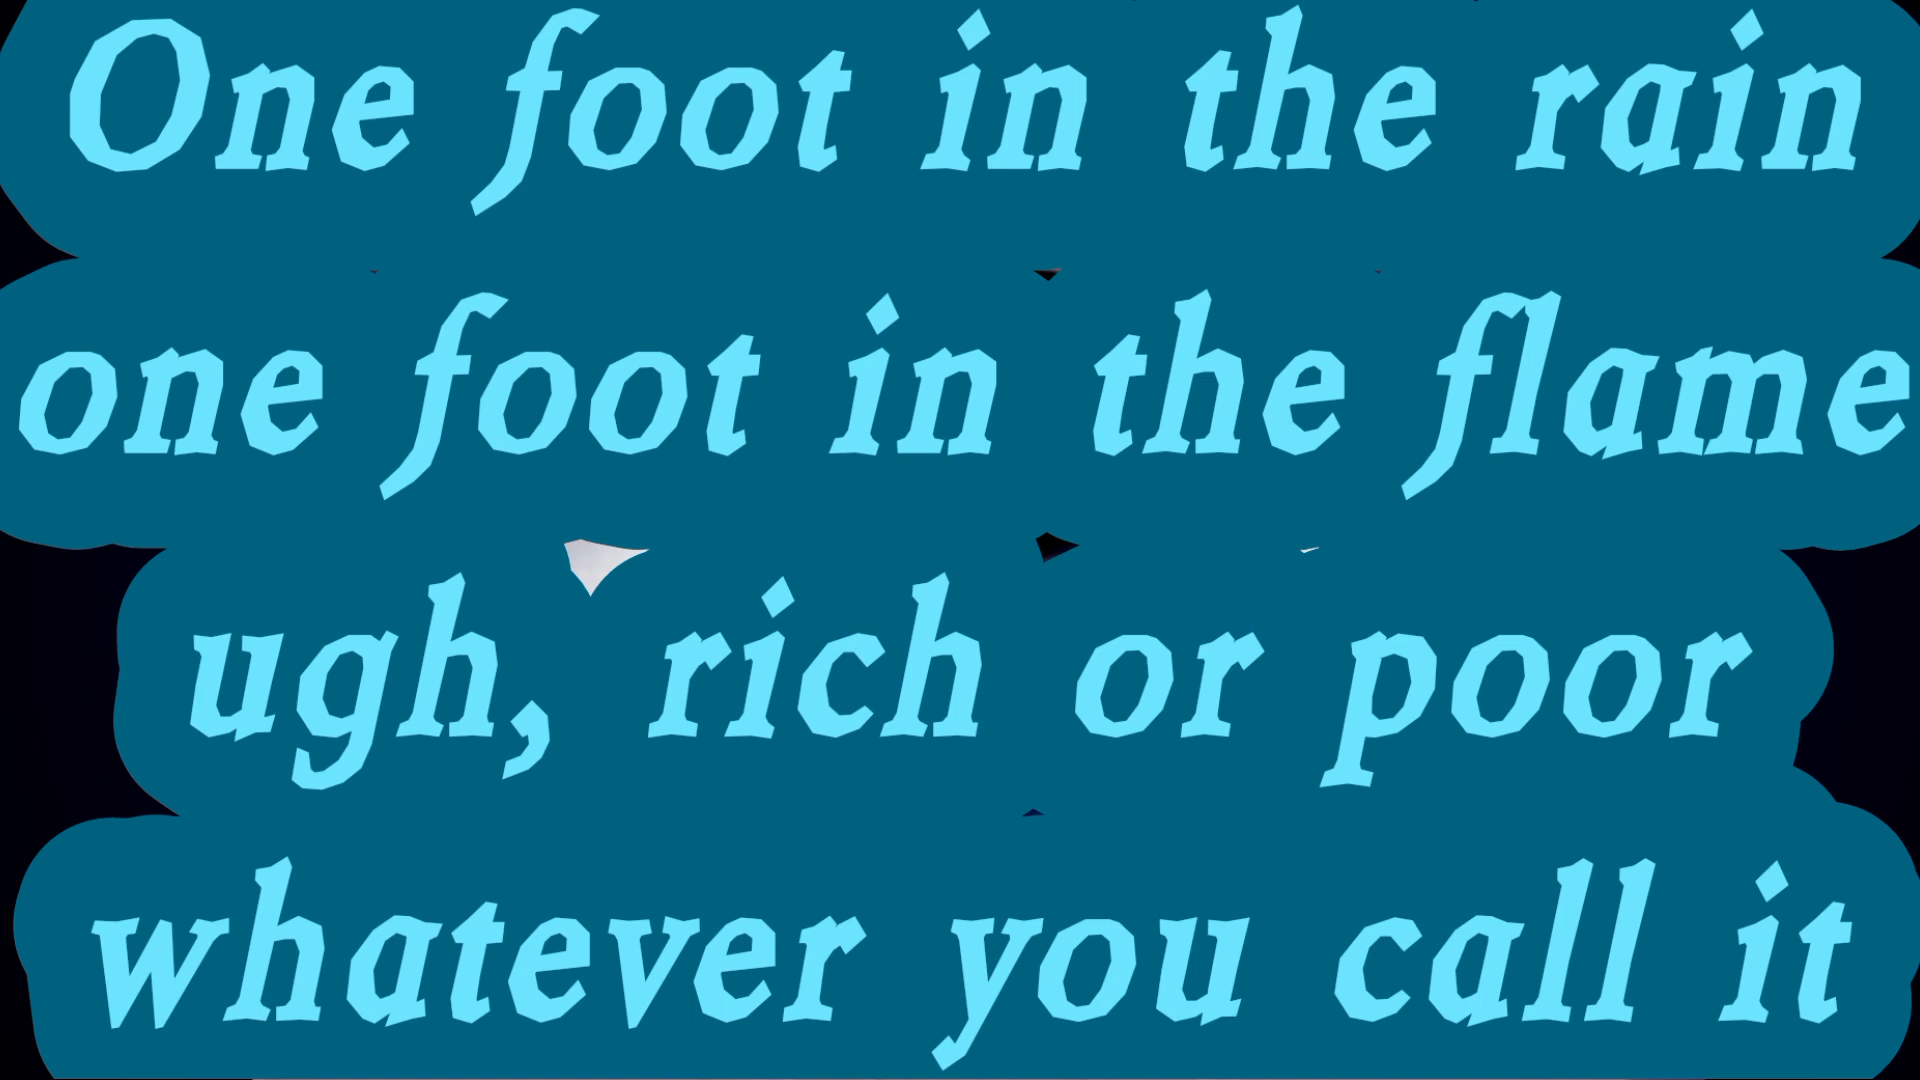 One foot in the rain
one foot in the flame
ugh, rich or poor
whatever you call it